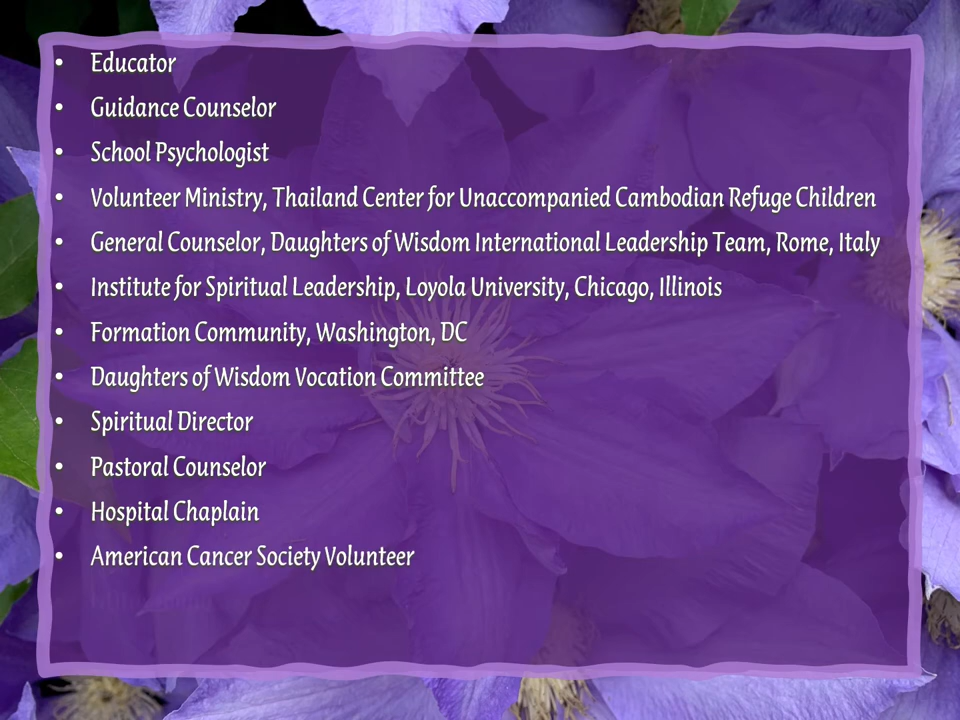 • Educator
• Guidance Counselor
• School Psychologist
• Volunteer Ministry, Thailand Center for Unaccompanied Cambodian Refuge Children
• General Counselor, Daughters of Wisdom International Leadership Team, Rome, Italy
• Institute for Spiritual Leadership, Loyola University, Chicago, Illinois
• Formation Community, Washington, DC
• Daughters of Wisdom Vocation Committee
• Spiritual Director
• Pastoral Counselor
• Hospital Chaplain
• American Cancer Society Volunteer